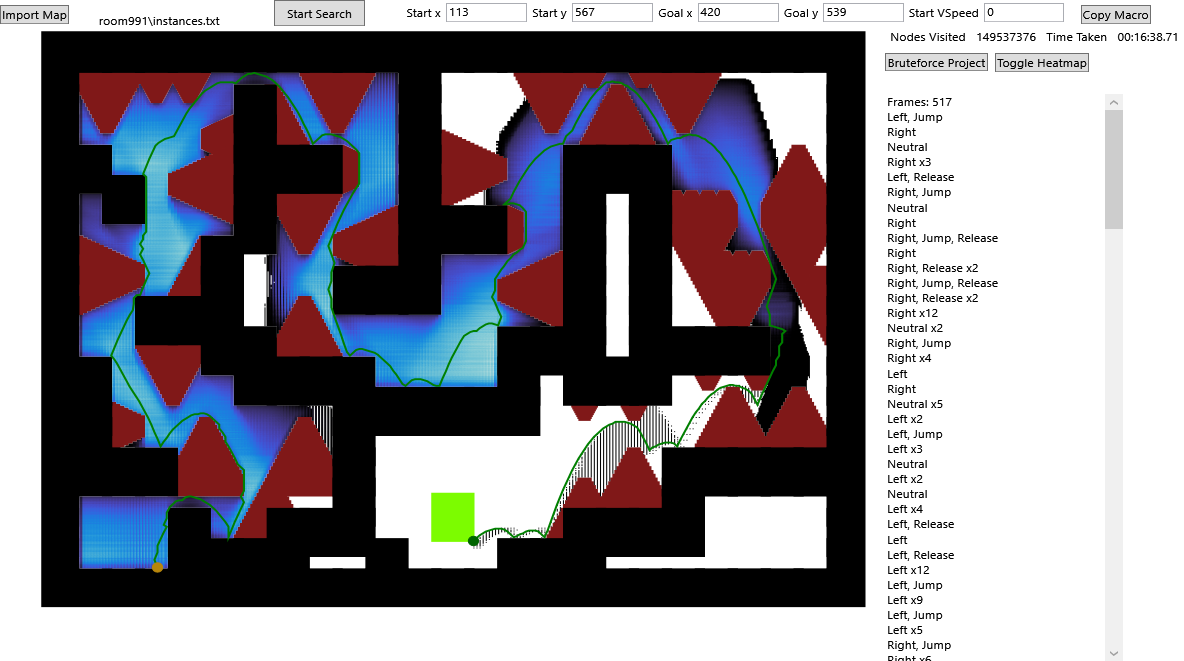 Import Map
room991\instances.txt
Start Search
Start x 113 Start y 567 Goal x 420 Goal y 539 Start VSpeed 0
Copy Macro
Nodes Visited 149537376 Time Taken 00:16:38.71
Bruteforce Project Toggle Heatmap
Frames: 517
Left, Jump
Right
Neutral
Right x3
Left, Release
Right, Jump
Neutral
Right
Right, Jump, Release
Right
Right, Release x2
Right, Jump, Release
Right, Release x2
Right x12
Neutral x2
Right, Jump
Right x4
Left
Right
Neutral x5
Left x2
Left, Jump
Left x3
Neutral
Left x2
Neutral
Left x4
Left, Release
Left
Left, Release
Left x12
Left, Jump
Left x9
Left, Jump
Left x5
Right, Jump
Right x6